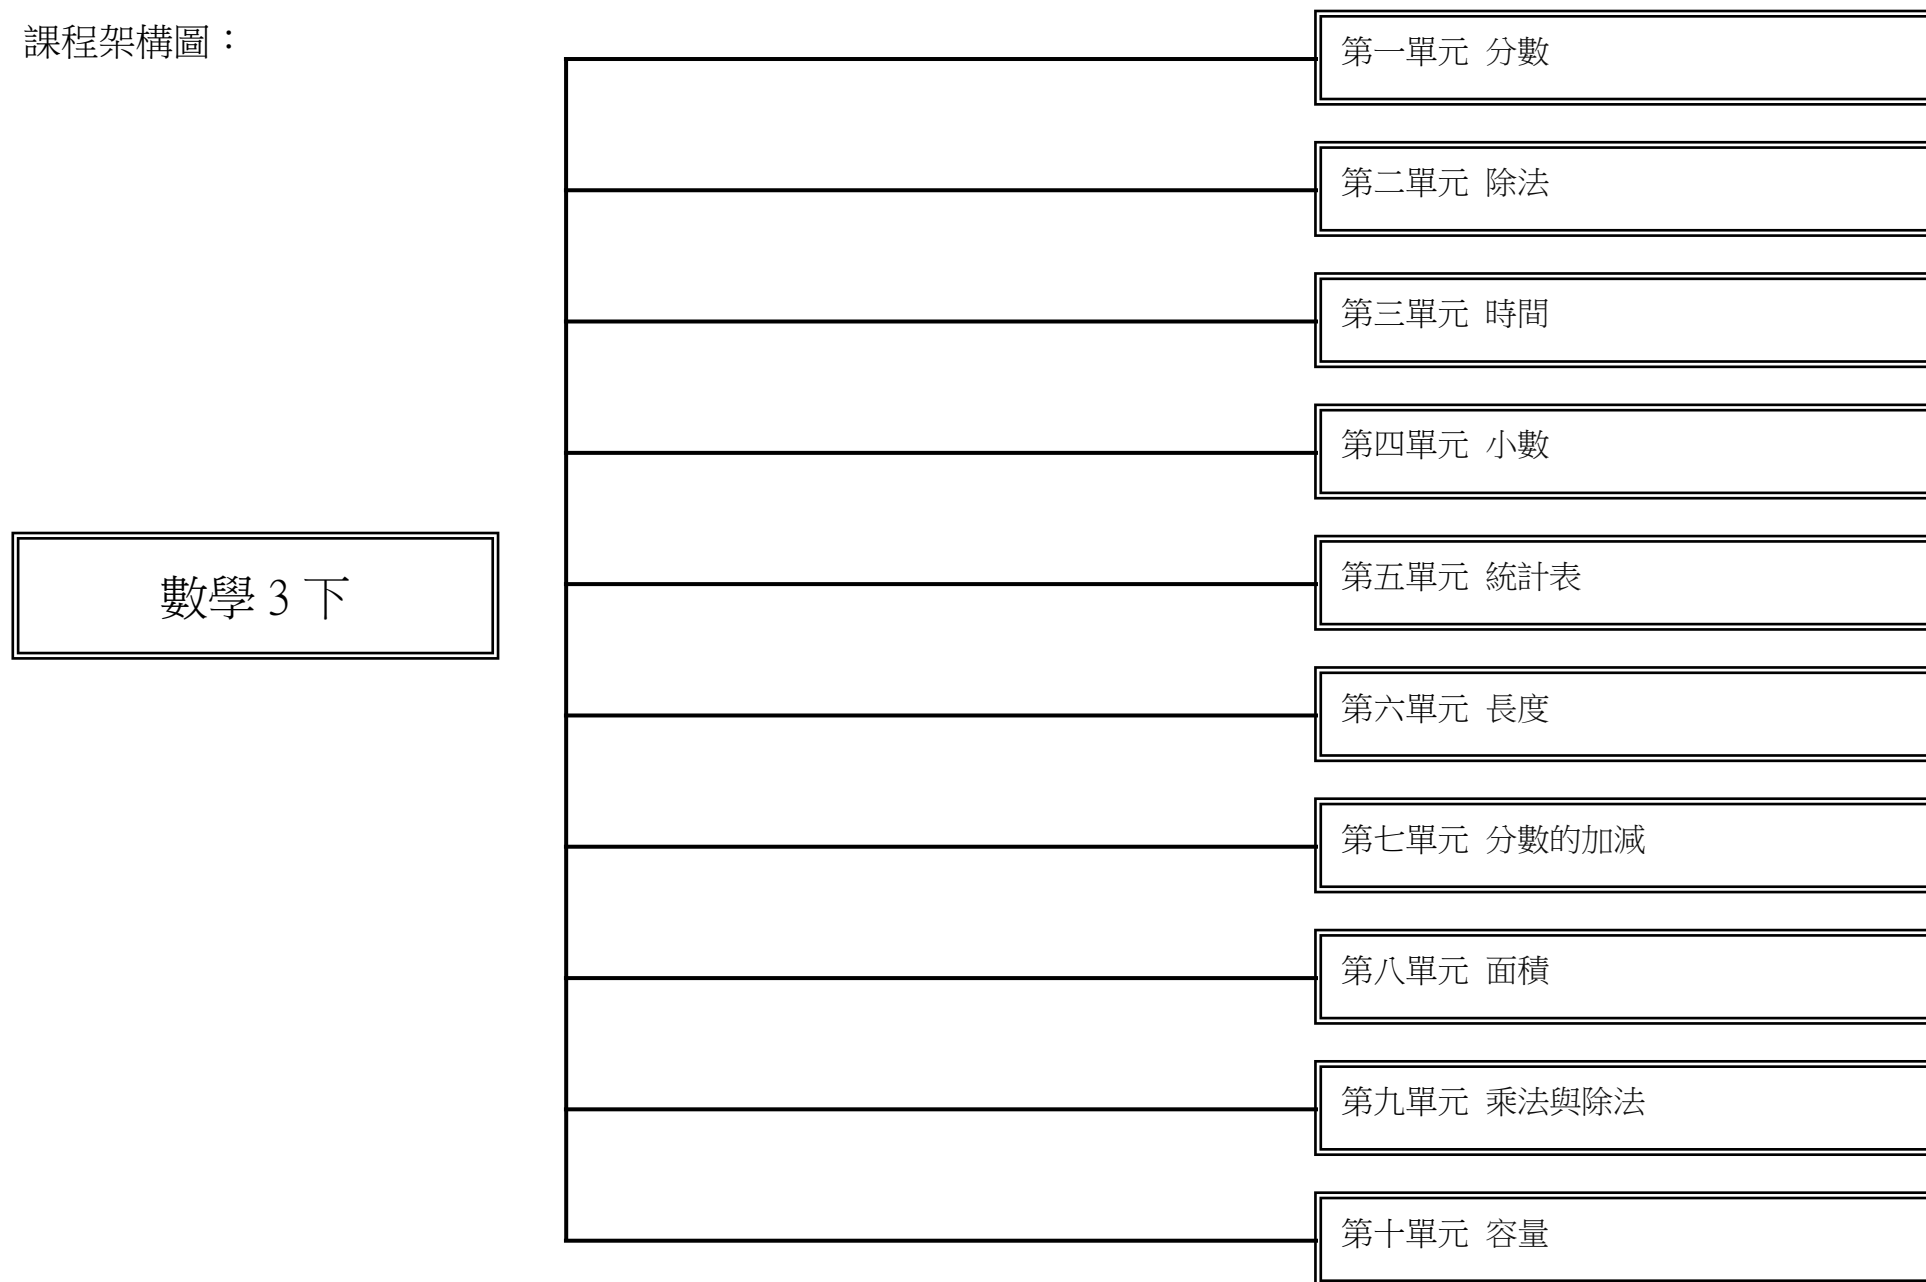 課程架構圖：
第一單元 分數
第二單元 除法
第三單元 時間
第四單元 小數
第五單元 統計表
數學 3 下
第六單元 長度
第七單元 分數的加減
第八單元 面積
第九單元 乘法與除法
第十單元 容量